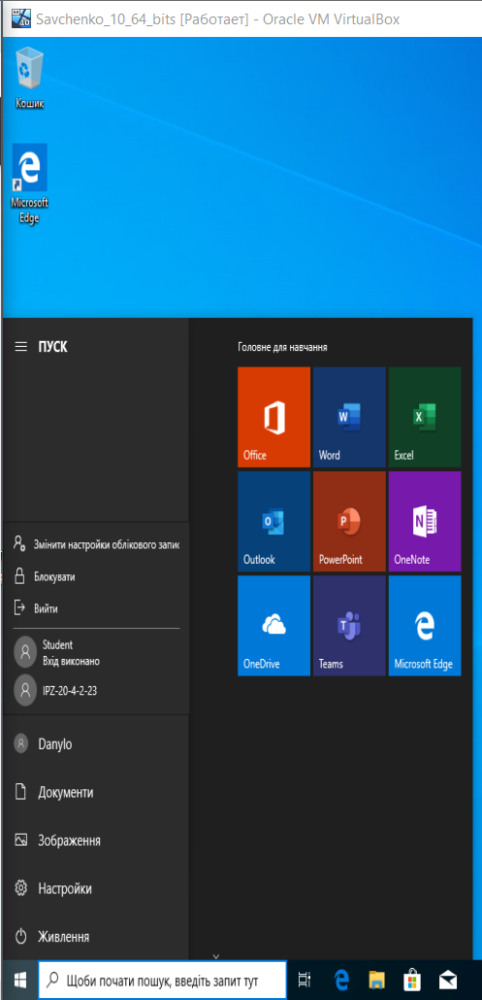 Savchenko_10_64_bits [Работает] - Oracle VM VirtualBox
Кошик
Microsoft
Edge
ПУСК
Головне для навчання
Office
Word
Excel
Outlook
PowerPoint
OneNote
OneDrive
Teams
Microsoft Edge
Змінити настройки облікового запис
Блокувати
Вийти
Student
Вхід виконано
IPZ-20-4-2-23
Danylo
Документи
Зображення
Настройки
Живлення
Щоби почати пошук, введіть запит тут